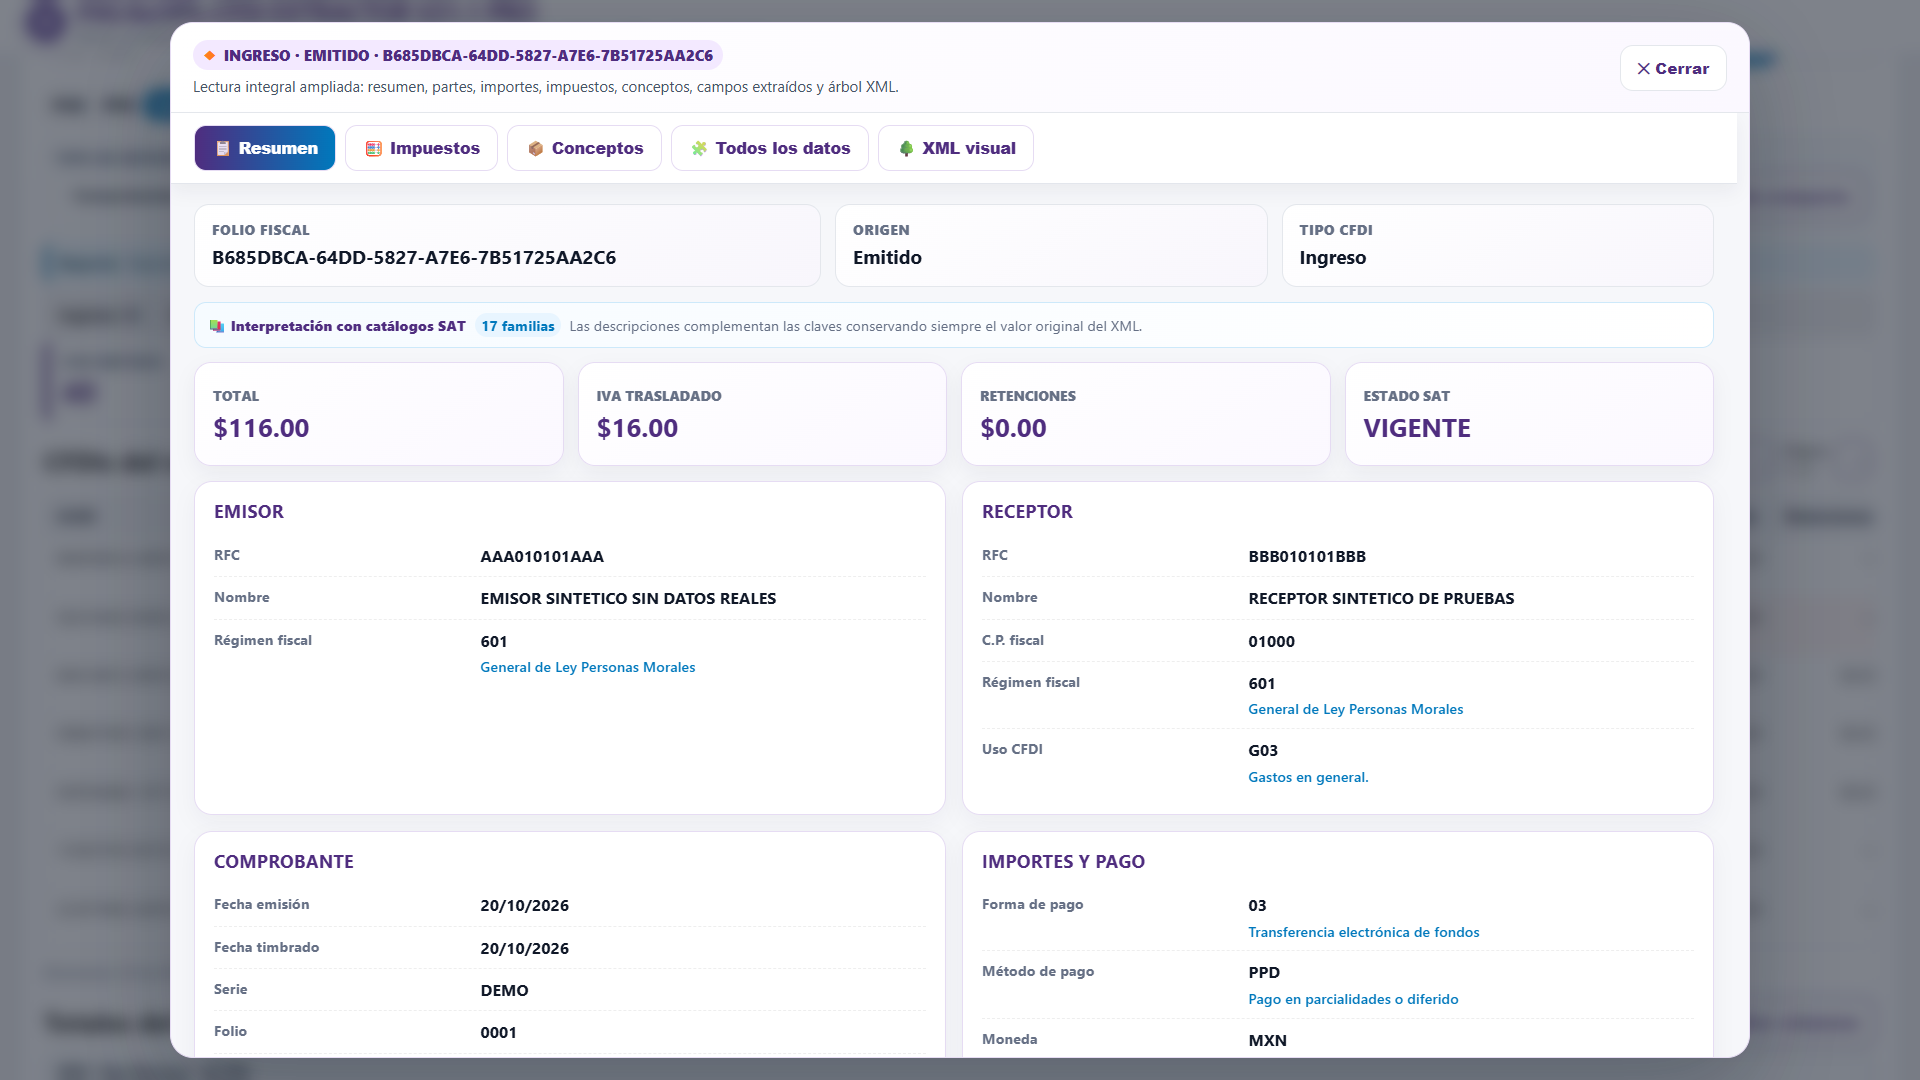 INGRESO · EMITIDO · B685DBCA-64DD-5827-A7E6-7B51725AA2C6
Lectura integral ampliada: resumen, partes, importes, impuestos, conceptos, campos extraídos y árbol XML.
Cerrar
Resumen
Impuestos
Conceptos
Todos los datos
XML visual
FOLIO FISCAL
B685DBCA-64DD-5827-A7E6-7B51725AA2C6
ORIGEN
Emitido
TIPO CFDI
Ingreso
Interpretación con catálogos SAT 17 familias Las descripciones complementan las claves conservando siempre el valor original del XML.
TOTAL
$116.00
IVA TRASLADADO
$16.00
RETENCIONES
$0.00
ESTADO SAT
VIGENTE
EMISOR
RFC AAA010101AAA
Nombre EMISOR SINTETICO SIN DATOS REALES
Régimen fiscal 601
General de Ley Personas Morales
RECEPTOR
RFC BBB010101BBB
Nombre RECEPTOR SINTETICO DE PRUEBAS
C.P. fiscal 01000
Régimen fiscal 601
General de Ley Personas Morales
Uso CFDI G03
Gastos en general.
COMPROBANTE
Fecha emisión 20/10/2026
Fecha timbrado 20/10/2026
Serie DEMO
Folio 0001
IMPORTES Y PAGO
Forma de pago 03
Transferencia electrónica de fondos
Método de pago PPD
Pago en parcialidades o diferido
Moneda MXN